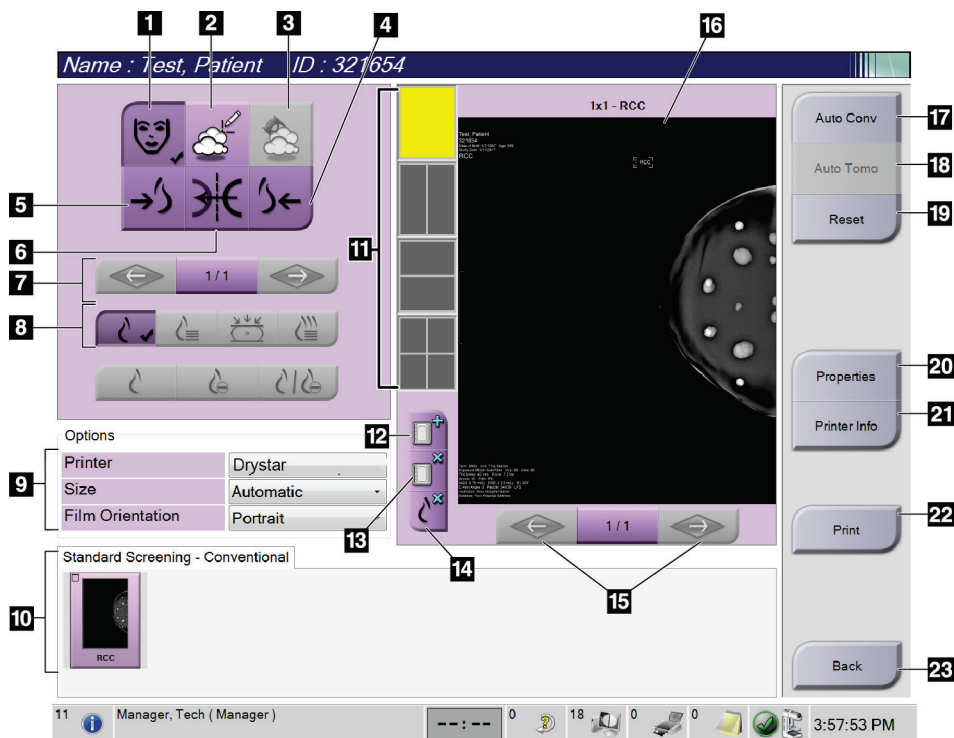 1
2
3
4
16
Name : Test, Patient ID : 321654
1x1 - RCC
Test, Patient
321654
RCC
RCC
Auto Conv
17
Auto Tomo
18
Reset
19
5
6
11
7
1 / 1
8
Properties
20
Printer Info
21
12
Options
9
Printer
Drystar
Size
Automatic
Film Orientation
Portrait
13
14
1 / 1
15
Print
22
Standard Screening - Conventional
10
RCC
Back
23
11
Manager, Tech ( Manager )
--:--
0
18
0
0
3:57:53 PM